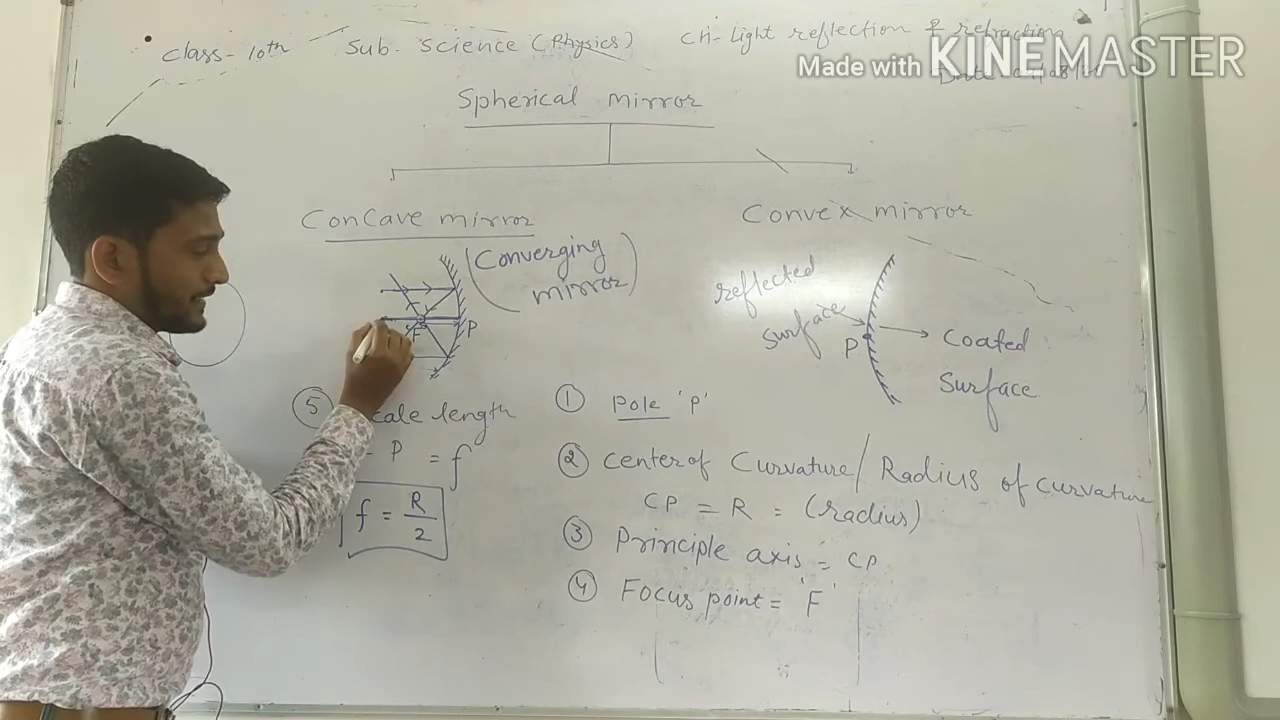 Class-10th Sub-Science (Physics) CH-Light reflection & refraction
Made with KINEMASTER
Date
Spherical mirror
Concave mirror
Convex mirror
(Converging
mirror)
reflected
surface
P
Coated
Surface
F
P
① Pole 'P'
② Center of Curvature/Radius of Curvature
CP = R = (radius)
③ Principle axis = CP
④ Focus point = 'F'
⑤ length
P = f
f = R/2